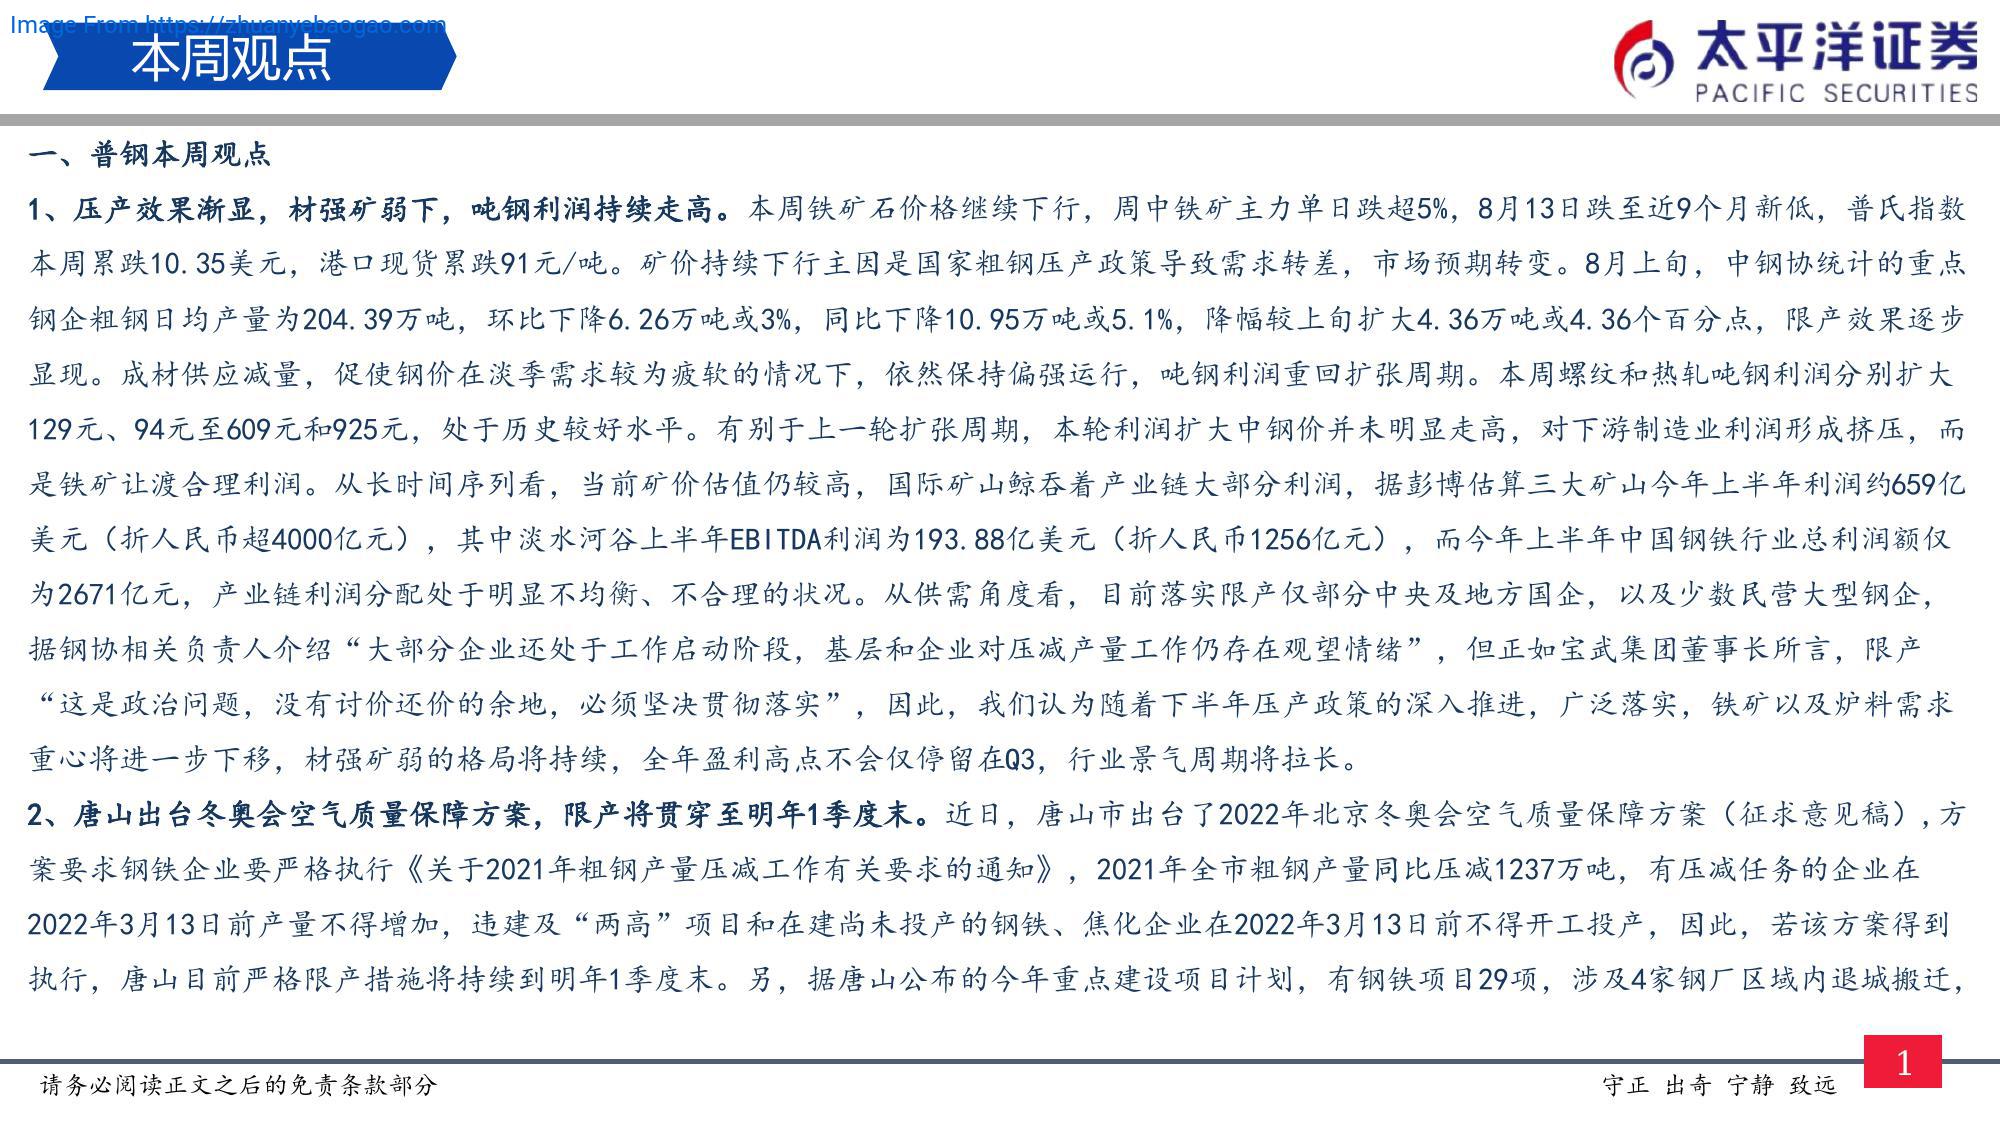 Image From https://zhuanyebaogao.com
本周观点
太平洋证券
PACIFIC SECURITIES
一、普钢本周观点
1、压产效果渐显，材强矿弱下，吨钢利润持续走高。本周铁矿石价格继续下行，周中铁矿主力单日跌超5%，8月13日跌至近9个月新低，普氏指数
本周累跌10.35美元，港口现货累跌91元/吨。矿价持续下行主因是国家粗钢压产政策导致需求转差，市场预期转变。8月上旬，中钢协统计的重点
钢企粗钢日均产量为204.39万吨，环比下降6.26万吨或3%，同比下降10.95万吨或5.1%，降幅较上旬扩大4.36万吨或4.36个百分点，限产效果逐步
显现。成材供应减量，促使钢价在淡季需求较为疲软的情况下，依然保持偏强运行，吨钢利润重回扩张周期。本周螺纹和热轧吨钢利润分别扩大
129元、94元至609元和925元，处于历史较好水平。有别于上一轮扩张周期，本轮利润扩大中钢价并未明显走高，对下游制造业利润形成挤压，而
是铁矿让渡合理利润。从长时间序列看，当前矿价估值仍较高，国际矿山鲸吞着产业链大部分利润，据彭博估算三大矿山今年上半年利润约659亿
美元（折人民币超4000亿元），其中淡水河谷上半年EBITDA利润为193.88亿美元（折人民币1256亿元），而今年上半年中国钢铁行业总利润额仅
为2671亿元，产业链利润分配处于明显不均衡、不合理的状况。从供需角度看，目前落实限产仅部分中央及地方国企，以及少数民营大型钢企，
据钢协相关负责人介绍“大部分企业还处于工作启动阶段，基层和企业对压减产量工作仍存在观望情绪”，但正如宝武集团董事长所言，限产
“这是政治问题，没有讨价还价的余地，必须坚决贯彻落实”，因此，我们认为随着下半年压产政策的深入推进，广泛落实，铁矿以及炉料需求
重心将进一步下移，材强矿弱的格局将持续，全年盈利高点不会仅停留在Q3，行业景气周期将拉长。
2、唐山出台冬奥会空气质量保障方案，限产将贯穿至明年1季度末。近日，唐山市出台了2022年北京冬奥会空气质量保障方案（征求意见稿）,方
案要求钢铁企业要严格执行《关于2021年粗钢产量压减工作有关要求的通知》，2021年全市粗钢产量同比压减1237万吨，有压减任务的企业在
2022年3月13日前产量不得增加，违建及“两高”项目和在建尚未投产的钢铁、焦化企业在2022年3月13日前不得开工投产，因此，若该方案得到
执行，唐山目前严格限产措施将持续到明年1季度末。另，据唐山公布的今年重点建设项目计划，有钢铁项目29项，涉及4家钢厂区域内退城搬迁，
请务必阅读正文之后的免责条款部分
守正 出奇 宁静 致远
1